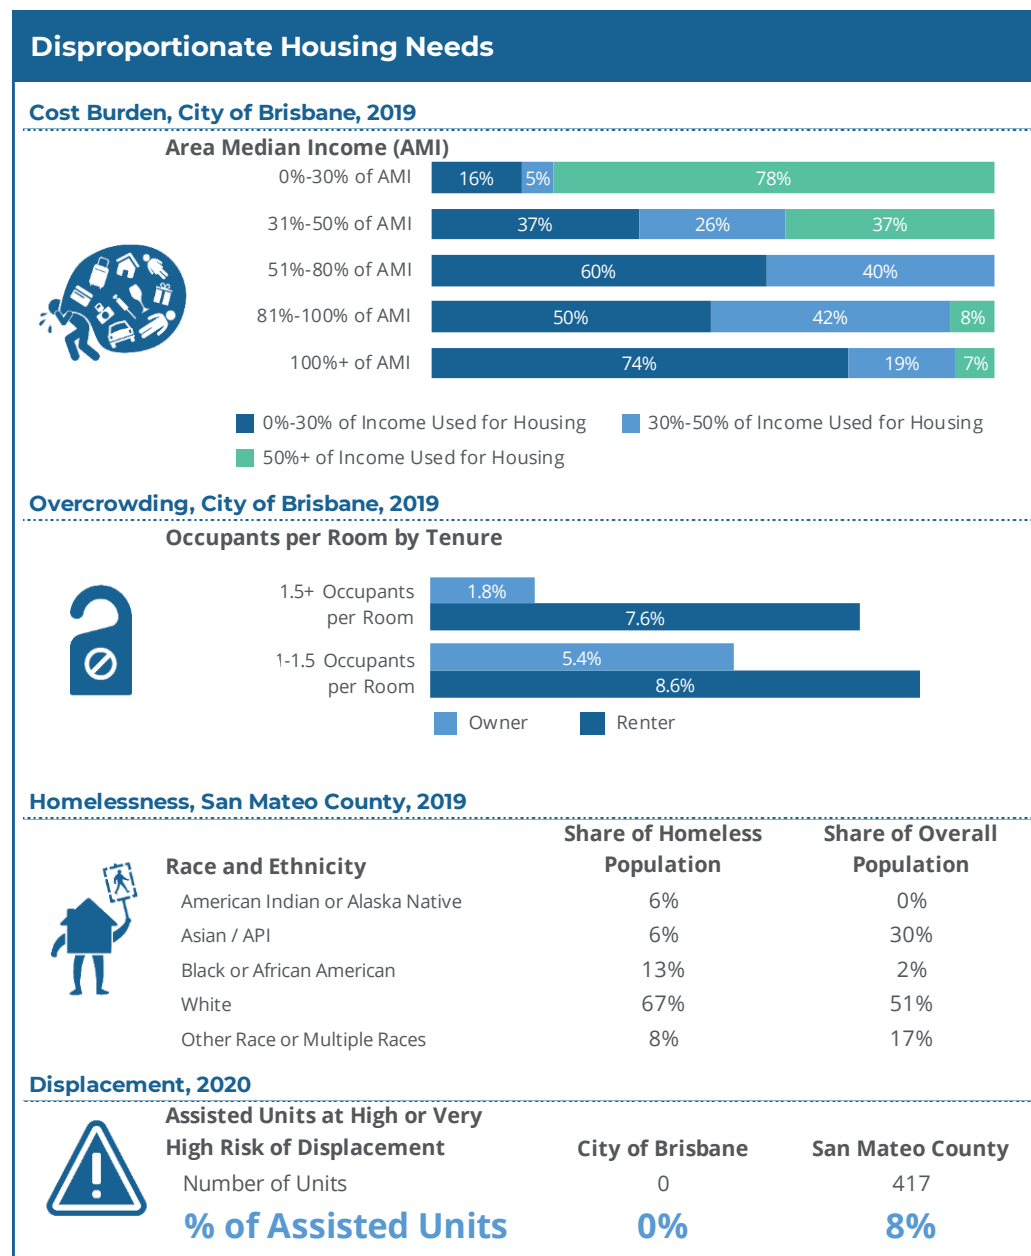 Disproportionate Housing Needs
Cost Burden, City of Brisbane, 2019
Area Median Income (AMI)
0%-30% of AMI 16% 5% 78%
31%-50% of AMI 37% 26% 37%
51%-80% of AMI 60% 40%
81%-100% of AMI 50% 42% 8%
100%+ of AMI 74% 19% 7%
0%-30% of Income Used for Housing 30%-50% of Income Used for Housing
50%+ of Income Used for Housing
Overcrowding, City of Brisbane, 2019
Occupants per Room by Tenure
1.5+ Occupants 1.8%
per Room 7.6%
1-1.5 Occupants 5.4%
per Room 8.6%
Owner Renter
Homelessness, San Mateo County, 2019
Share of Homeless Share of Overall
Race and Ethnicity Population Population
American Indian or Alaska Native 6% 0%
Asian / API 6% 30%
Black or African American 13% 2%
White 67% 51%
Other Race or Multiple Races 8% 17%
Displacement, 2020
Assisted Units at High or Very
High Risk of Displacement City of Brisbane San Mateo County
Number of Units 0 417
% of Assisted Units 0% 8%